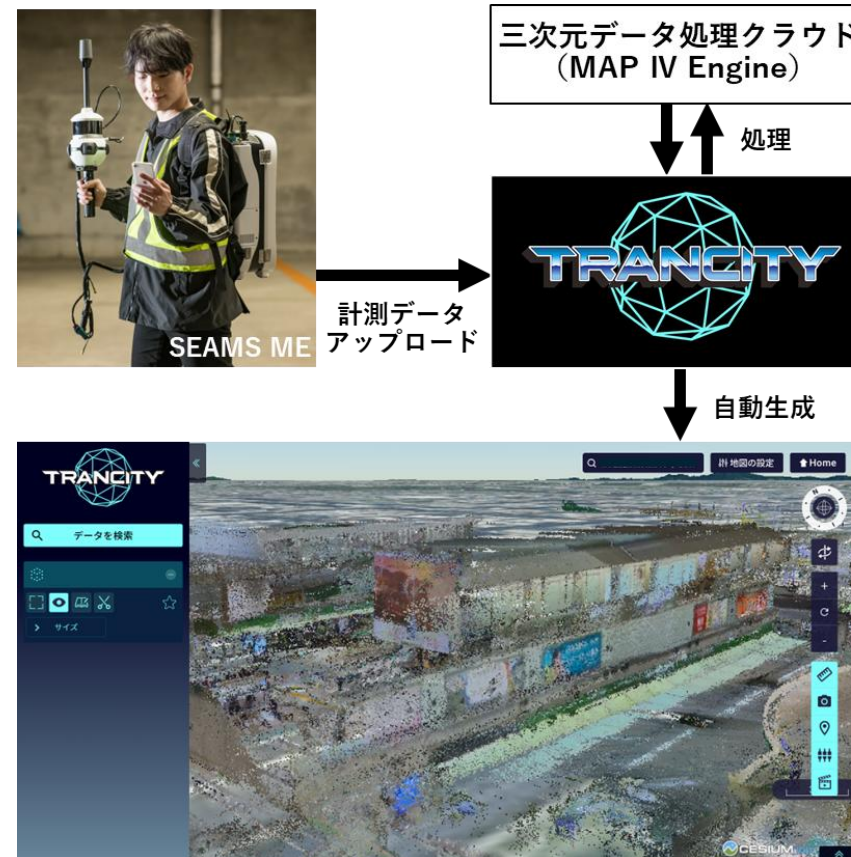 三次元データ処理クラウド
（MAP IV Engine）
処理
TRANCITY
計測データ
アップロード
SEAMS ME
自動生成
TRANCITY
データを検索
サイズ
地図の設定
Home
N
CESIUM